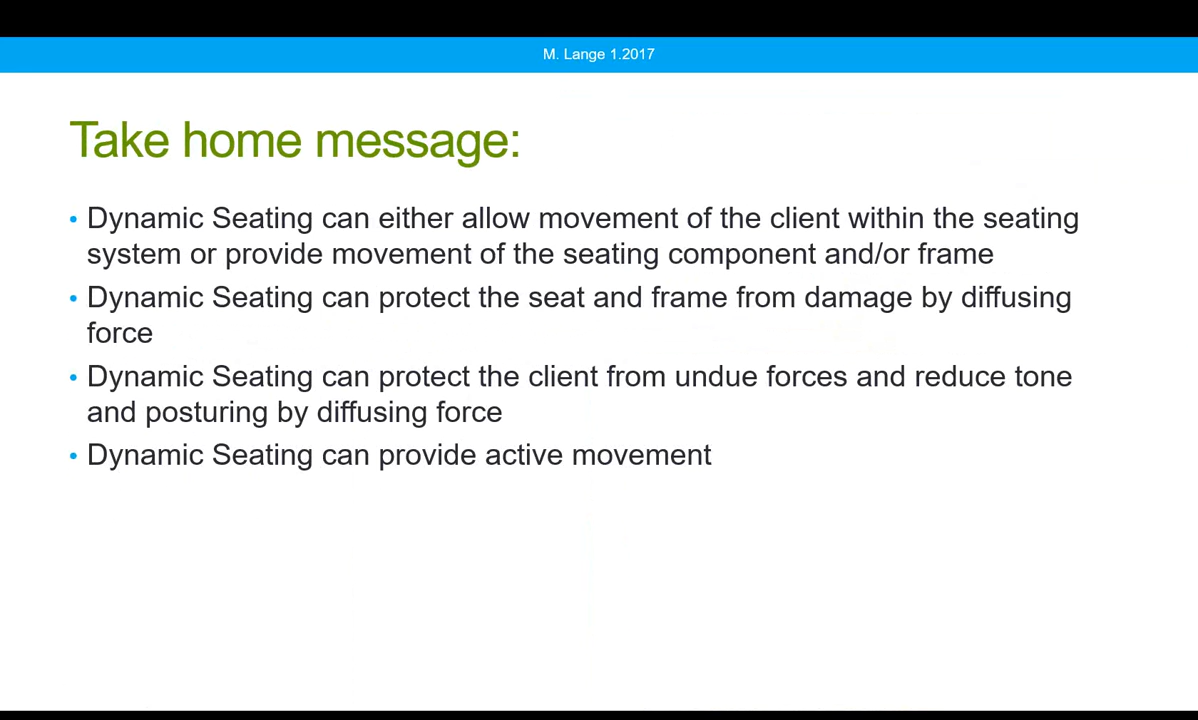 M. Lange 1.2017
Take home message:
• Dynamic Seating can either allow movement of the client within the seating
system or provide movement of the seating component and/or frame
• Dynamic Seating can protect the seat and frame from damage by diffusing
force
• Dynamic Seating can protect the client from undue forces and reduce tone
and posturing by diffusing force
• Dynamic Seating can provide active movement